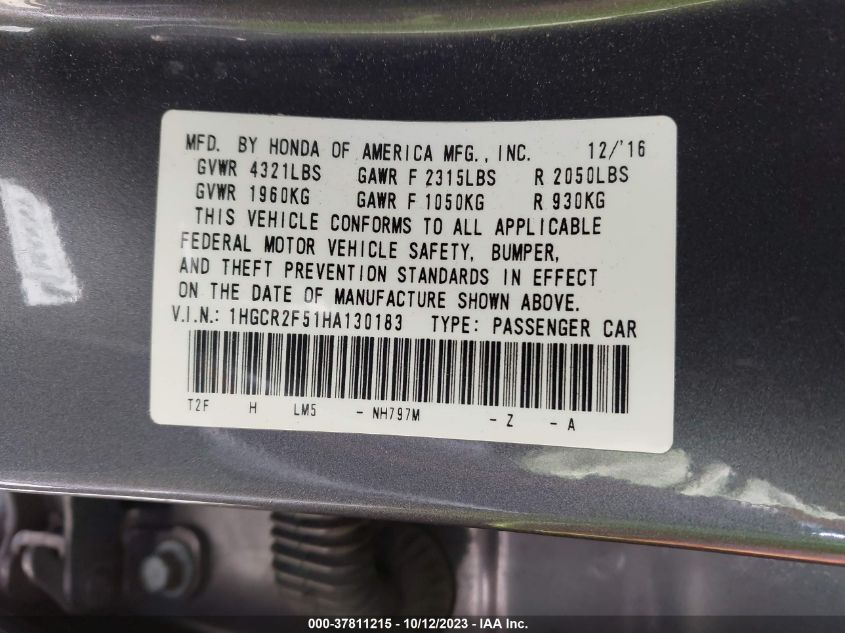 MFD. BY HONDA OF AMERICA MFG., INC. 12/'16
GVWR 4321LBS GAWR F 2315LBS R 2050LBS
GVWR 1960KG GAWR F 1050KG R 930KG
THIS VEHICLE CONFORMS TO ALL APPLICABLE
FEDERAL MOTOR VEHICLE SAFETY, BUMPER,
AND THEFT PREVENTION STANDARDS IN EFFECT
ON THE DATE OF MANUFACTURE SHOWN ABOVE.
V.I.N.: 1HGCR2F51HA130183 TYPE: PASSENGER CAR
T2F H LM5 - NH797M - Z - A
000-37811215 - 10/12/2023 - IAA Inc.